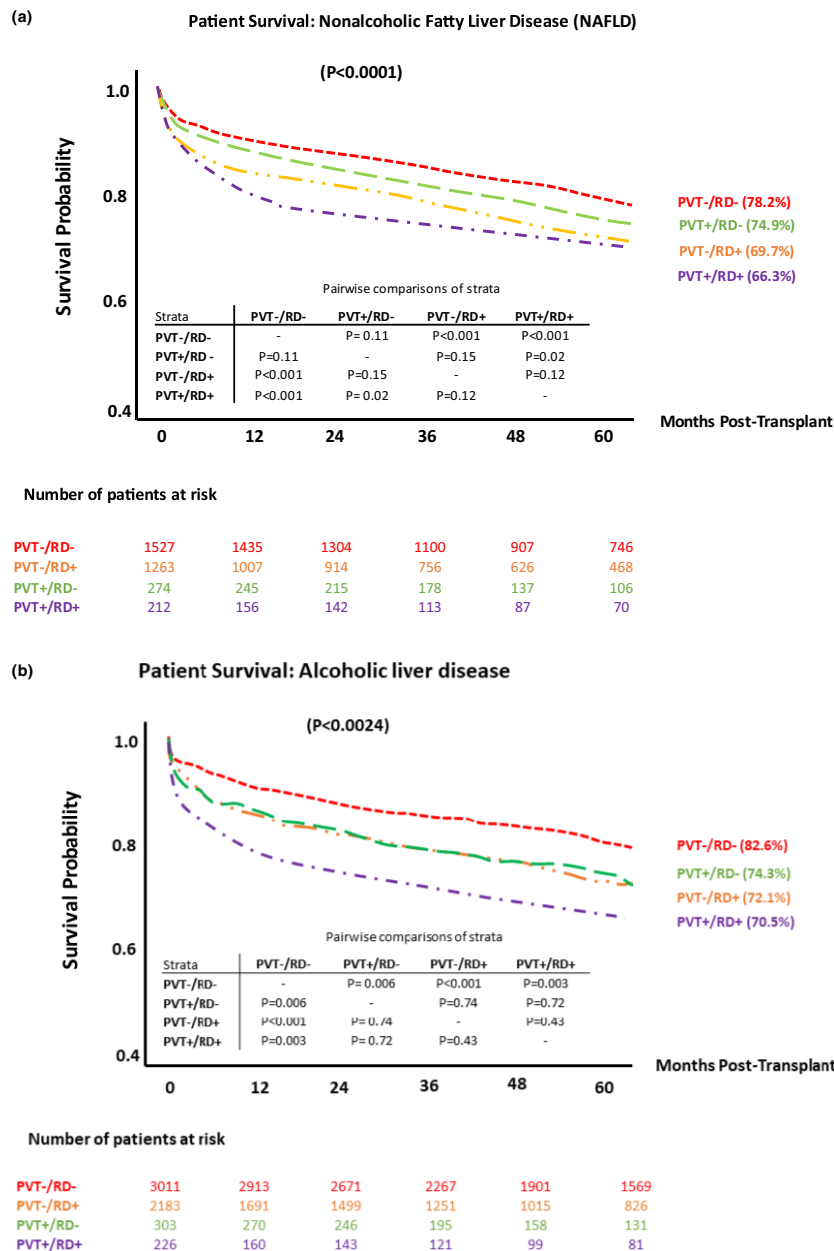 (a)
Patient Survival: Nonalcoholic Fatty Liver Disease (NAFLD)
(P<0.0001)
1.0
0.8
0.6
0.4
Survival Probability
PVT-/RD- (78.2%)
PVT+/RD- (74.9%)
PVT-/RD+ (69.7%)
PVT+/RD+ (66.3%)
Pairwise comparisons of strata
Strata PVT-/RD- PVT+/RD- PVT-/RD+ PVT+/RD+
PVT-/RD- - P= 0.11 P<0.001 P<0.001
PVT+/RD - P=0.11 - P=0.15 P=0.02
PVT-/RD+ P<0.001 P=0.15 - P=0.12
PVT+/RD+ P<0.001 P= 0.02 P=0.12 -
Months Post-Transplant
0 12 24 36 48 60
Number of patients at risk
PVT-/RD- 1527 1435 1304 1100 907 746
PVT-/RD+ 1263 1007 914 756 626 468
PVT+/RD- 274 245 215 178 137 106
PVT+/RD+ 212 156 142 113 87 70
(b)
Patient Survival: Alcoholic liver disease
(P<0.0024)
1.0
0.8
0.6
0.4
Survival Probability
PVT-/RD- (82.6%)
PVT+/RD- (74.3%)
PVT-/RD+ (72.1%)
PVT+/RD+ (70.5%)
Pairwise comparisons of strata
Strata PVT-/RD- PVT+/RD- PVT-/RD+ PVT+/RD+
PVT-/RD- - P= 0.006 P<0.001 P=0.003
PVT+/RD- P=0.006 - P=0.74 P=0.72
PVT-/RD+ P<0.001 P= 0.74 - P=0.43
PVT+/RD+ P=0.003 P= 0.72 P=0.43 -
Months Post-Transplant
0 12 24 36 48 60
Number of patients at risk
PVT-/RD- 3011 2913 2671 2267 1901 1569
PVT-/RD+ 2183 1691 1499 1251 1015 826
PVT+/RD- 303 270 246 195 158 131
PVT+/RD+ 226 160 143 121 99 81